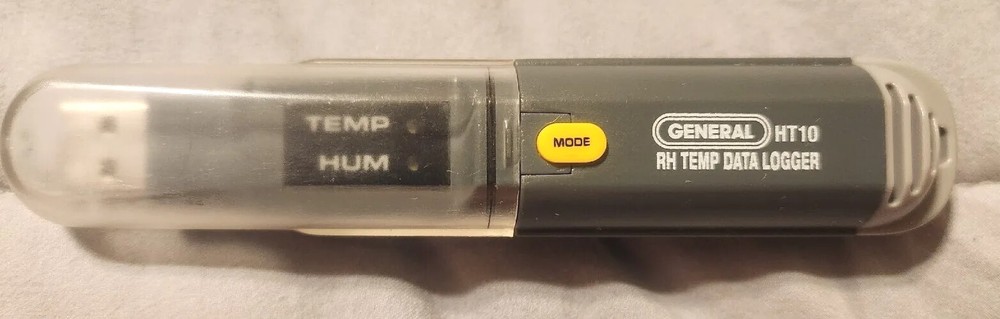 TEMP
HUM
MODE
GENERAL HT10
RH TEMP DATA LOGGER